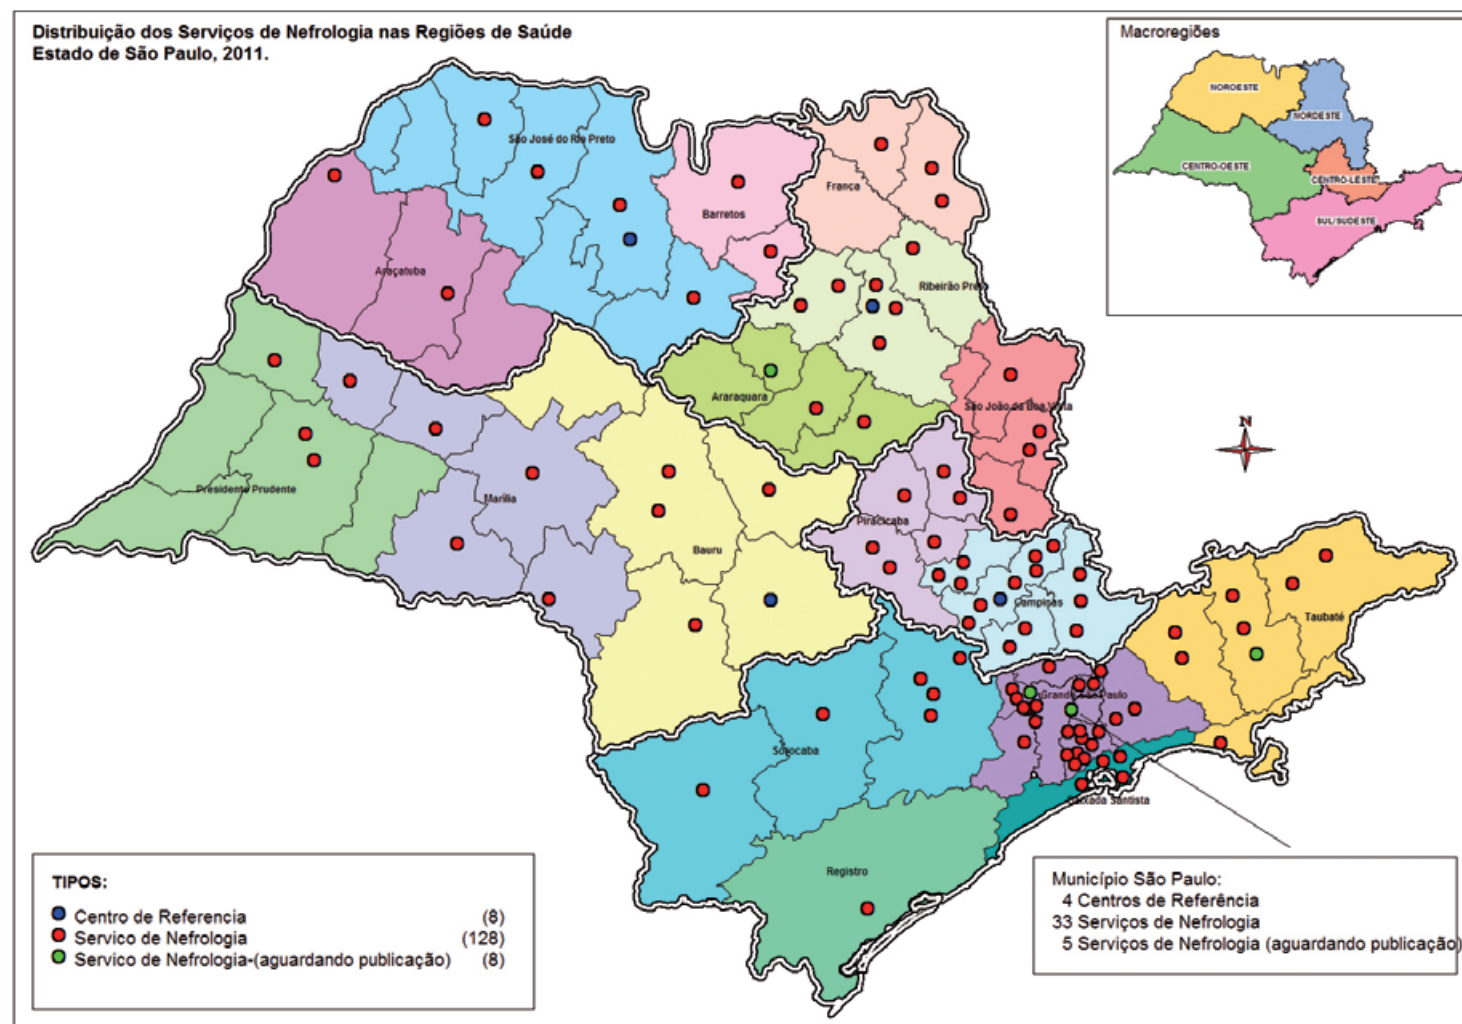 Distribuição dos Serviços de Nefrologia nas Regiões de Saúde
Estado de São Paulo, 2011.
Macroregiões
NOROESTE
NORDESTE
CENTRO-OESTE
CENTRO-LESTE
SUL/SUDESTE
São José do Rio Preto
Franca
Barretos
Araçatuba
Ribeirão Preto
Araraquara
São João da Boa Vista
N
Presidente Prudente
Marília
Piracicaba
Bauru
Campinas
Taubaté
Grande São Paulo
Sorocaba
Baixada Santista
Registro
TIPOS:
Centro de Referencia (8)
Servico de Nefrologia (128)
Servico de Nefrologia-(aguardando publicação) (8)
Município São Paulo:
4 Centros de Referência
33 Serviços de Nefrologia
5 Serviços de Nefrologia (aguardando publicação)